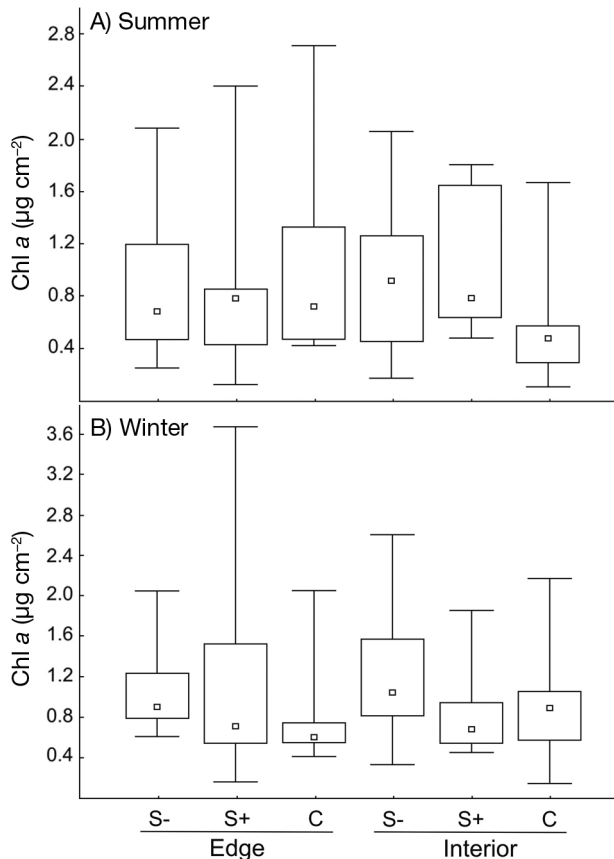 A) Summer
2.8
2.4
2.0
1.6
1.2
0.8
0.4
Chl a (µg cm⁻²)
B) Winter
3.6
3.2
2.8
2.4
2.0
1.6
1.2
0.8
0.4
Chl a (µg cm⁻²)
S- S+ C S- S+ C
Edge Interior